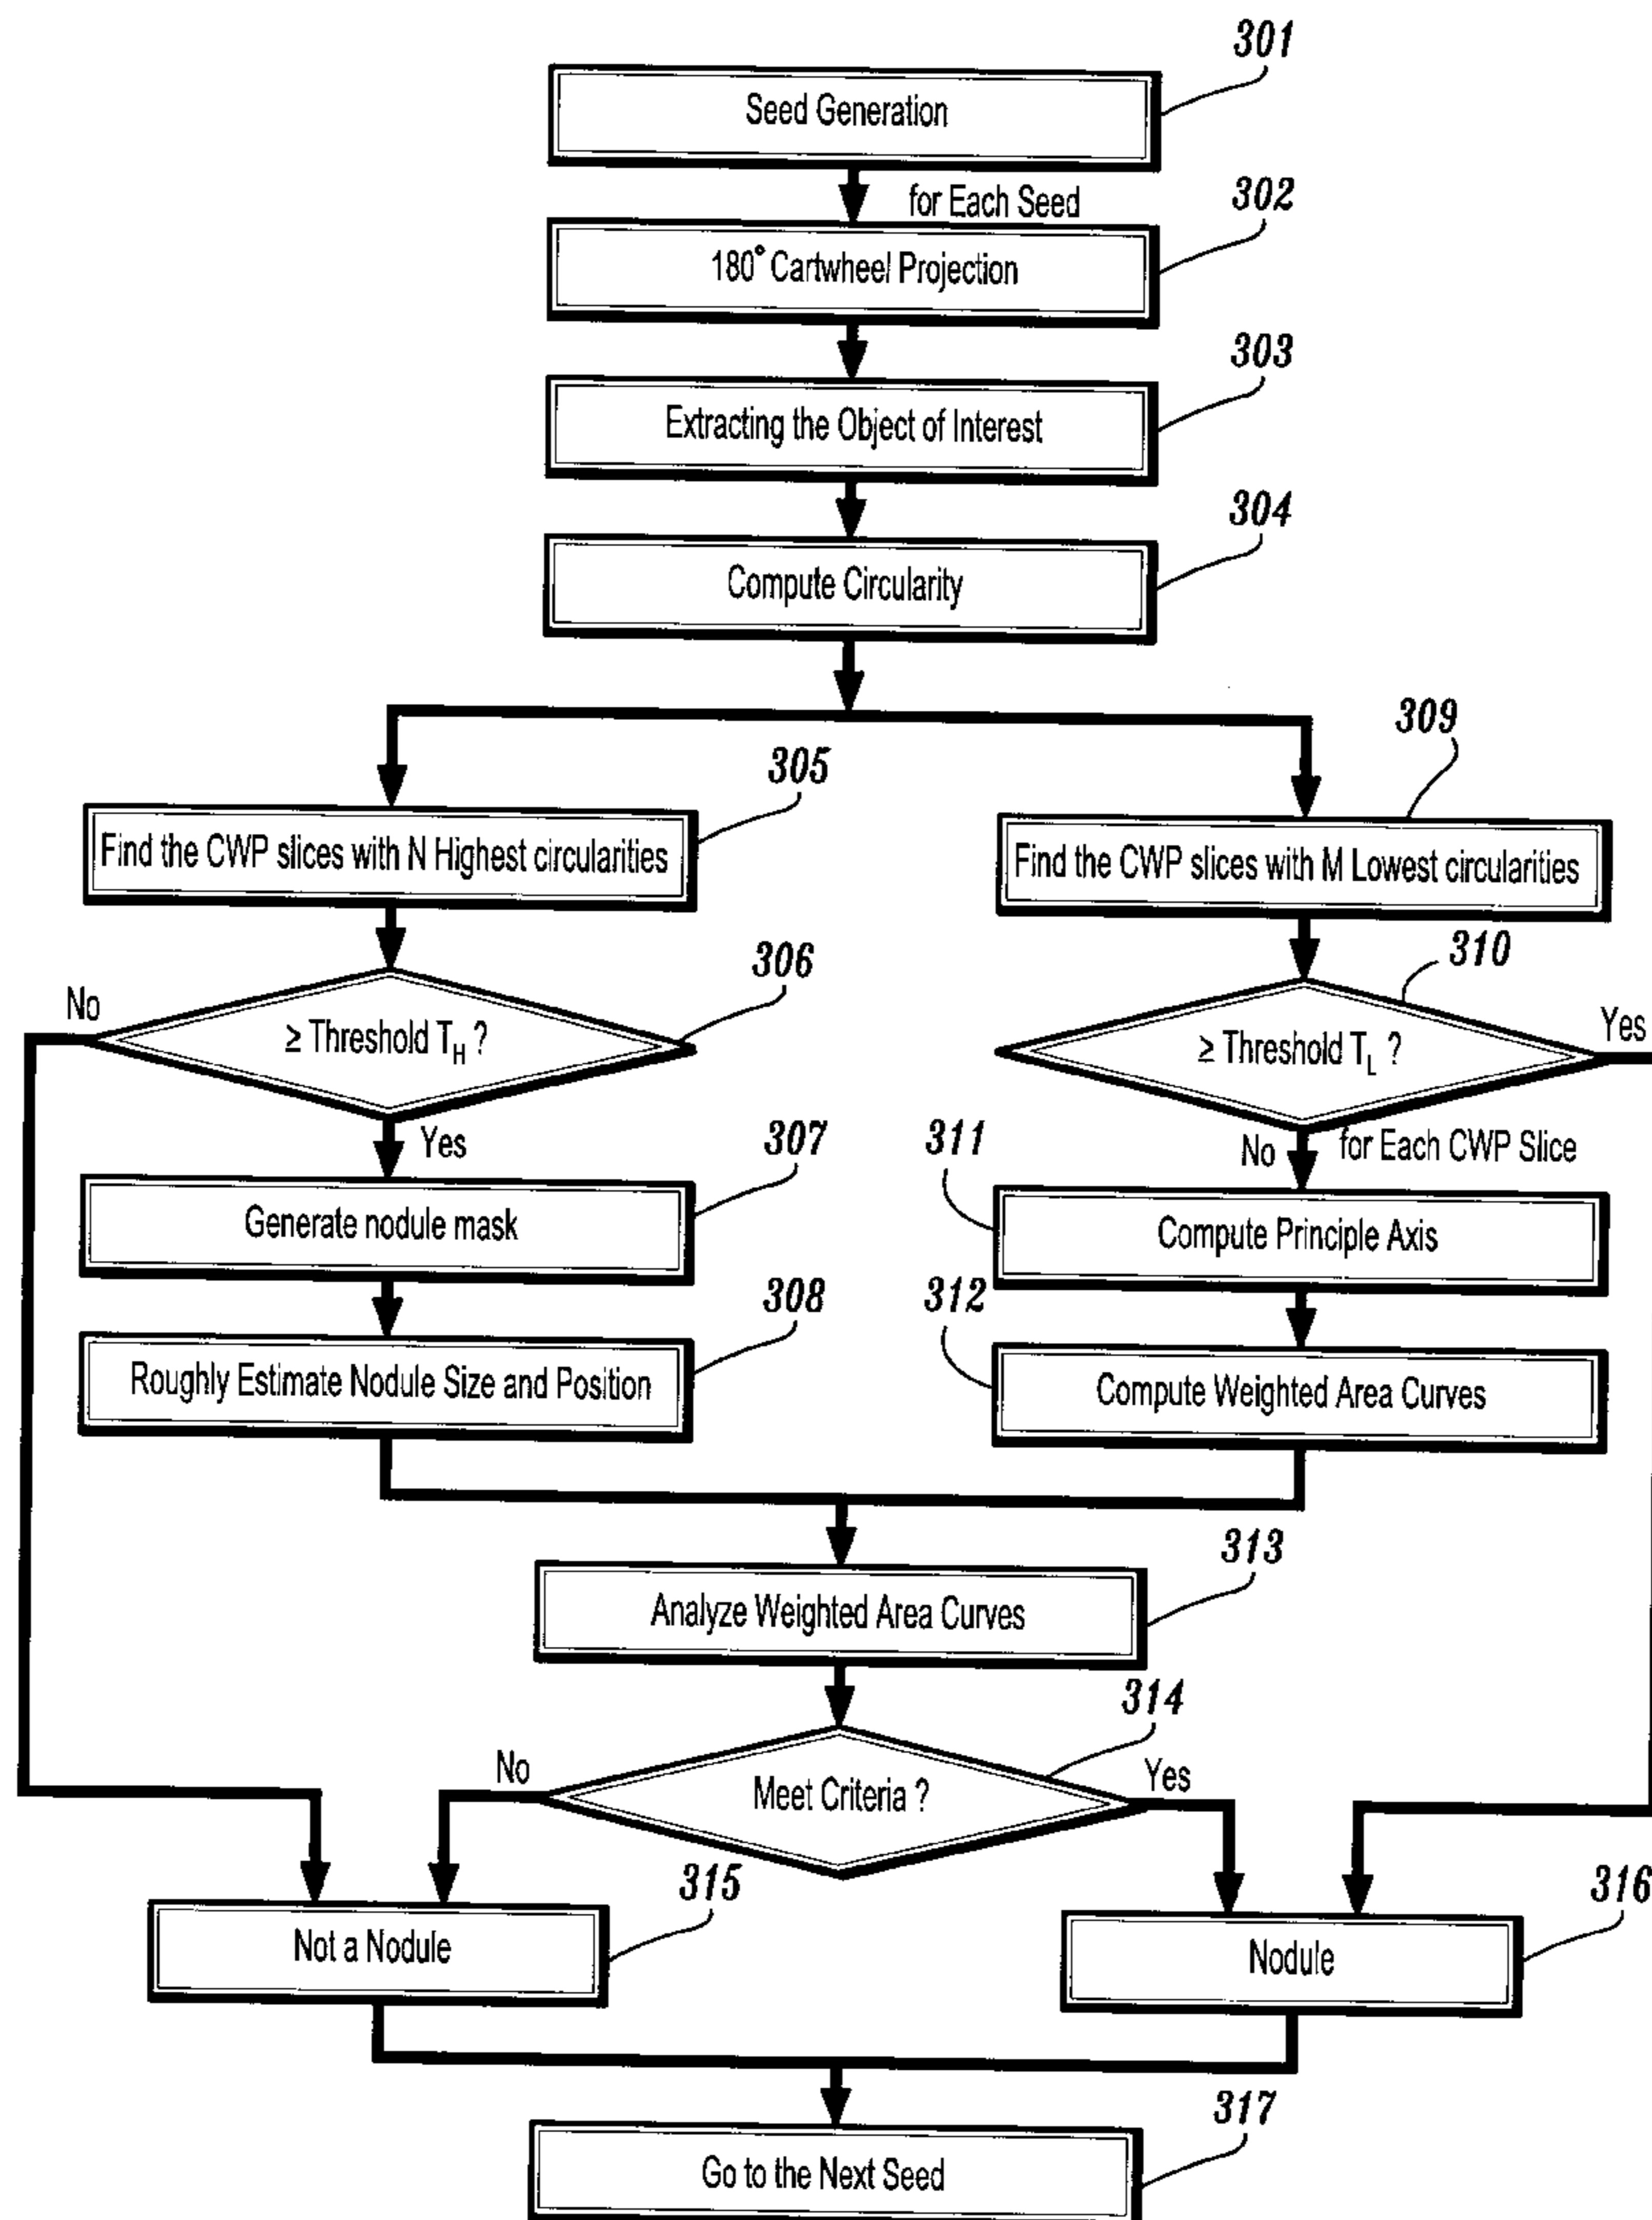 301
Seed Generation
for Each Seed
302
180° Cartwheel Projection
303
Extracting the Object of Interest
304
Compute Circularity
305
Find the CWP slices with N Highest circularities
309
Find the CWP slices with M Lowest circularities
306
No
≥ Threshold T_H ?
Yes
310
Yes
≥ Threshold T_L ?
No
for Each CWP Slice
307
Generate nodule mask
311
Compute Principle Axis
308
Roughly Estimate Nodule Size and Position
312
Compute Weighted Area Curves
313
Analyze Weighted Area Curves
314
No
Meet Criteria ?
Yes
315
Not a Nodule
316
Nodule
317
Go to the Next Seed